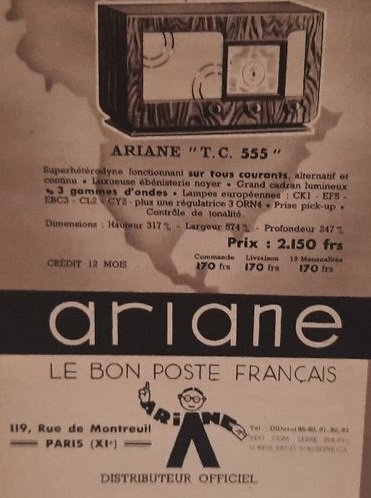 ARIANE "T.C. 555"
Superhétérodyne fonctionnant sur tous courants, alternatif et
continu • Luxueuse ébénisterie noyer • Grand cadran lumineux
• 3 gammes d'ondes • Lampes européennes : CK1 - EF5 -
EBC3 - CL2 - CY2 - plus une régulatrice 3 ORN4 • Prise pick-up •
Contrôle de tonalité.
Dimensions : Hauteur 317 - Largeur 574 - Profondeur 247
Prix : 2.150 frs
Commande Livraison 12 Mensualités
CRÉDIT 12 MOIS 170 frs 170 frs 170 frs
ariane
LE BON POSTE FRANÇAIS
ARIANE
119, Rue de Montreuil
PARIS (XIe)
Tél :
DISTRIBUTEUR OFFICIEL